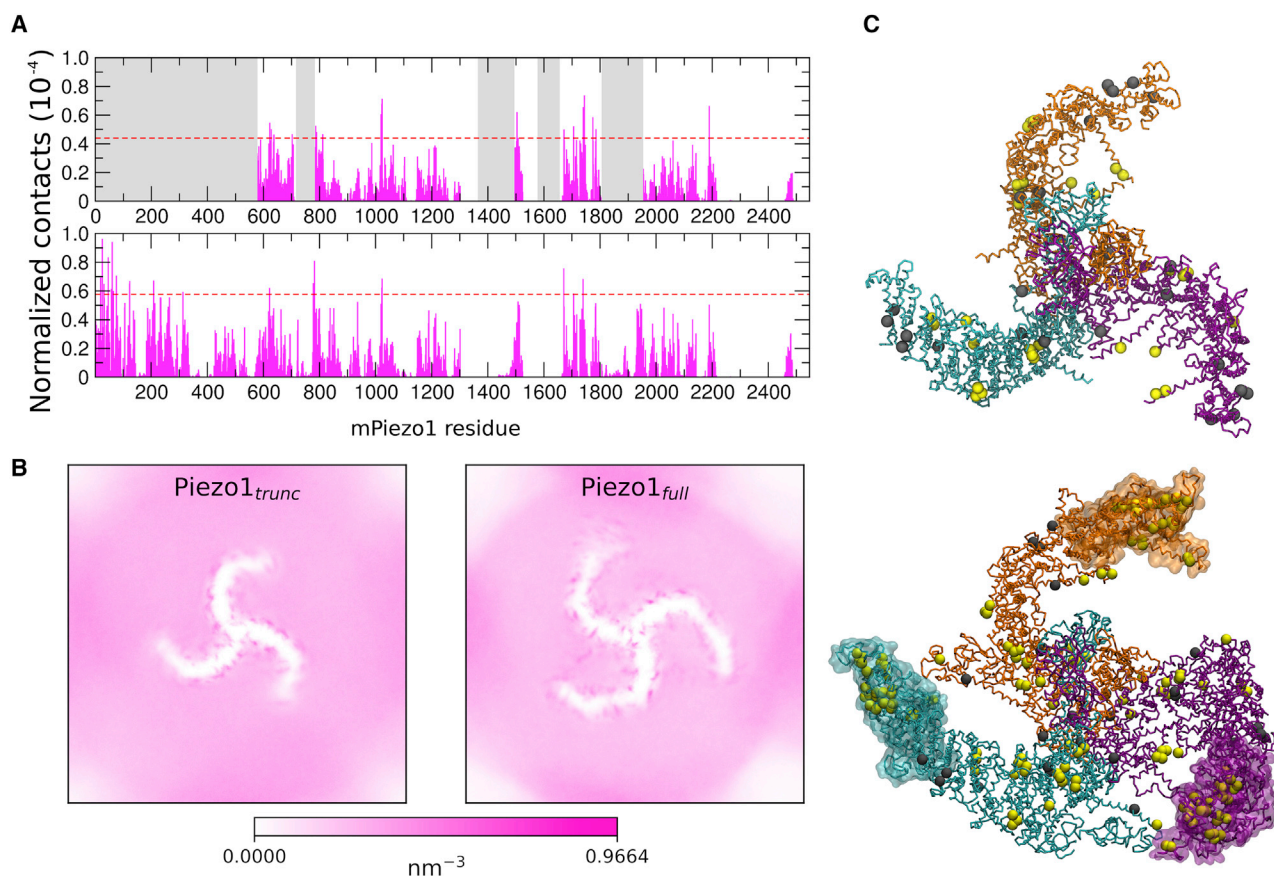 A
C
Normalized contacts (10⁻⁴)
1.0
0.8
0.6
0.4
0.2
0
0 200 400 600 800 1000 1200 1400 1600 1800 2000 2200 2400
1.0
0.8
0.6
0.4
0.2
0
200 400 600 800 1000 1200 1400 1600 1800 2000 2200 2400
mPiezo1 residue
B
Piezo1trunc
Piezo1full
0.0000 0.9664
nm⁻³